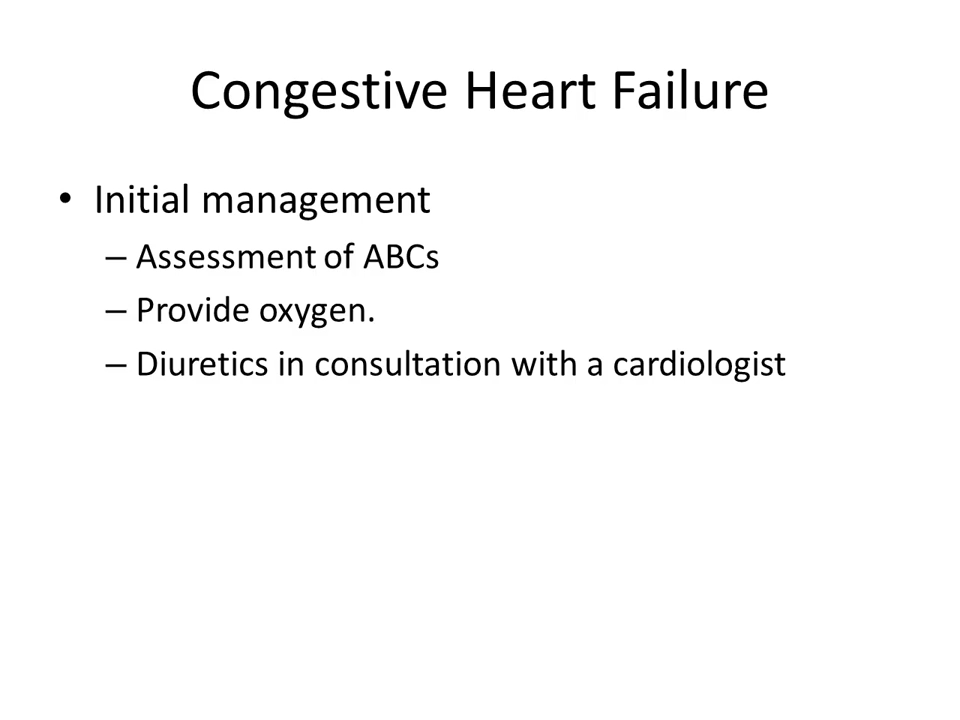 Congestive Heart Failure
• Initial management
– Assessment of ABCs
– Provide oxygen.
– Diuretics in consultation with a cardiologist